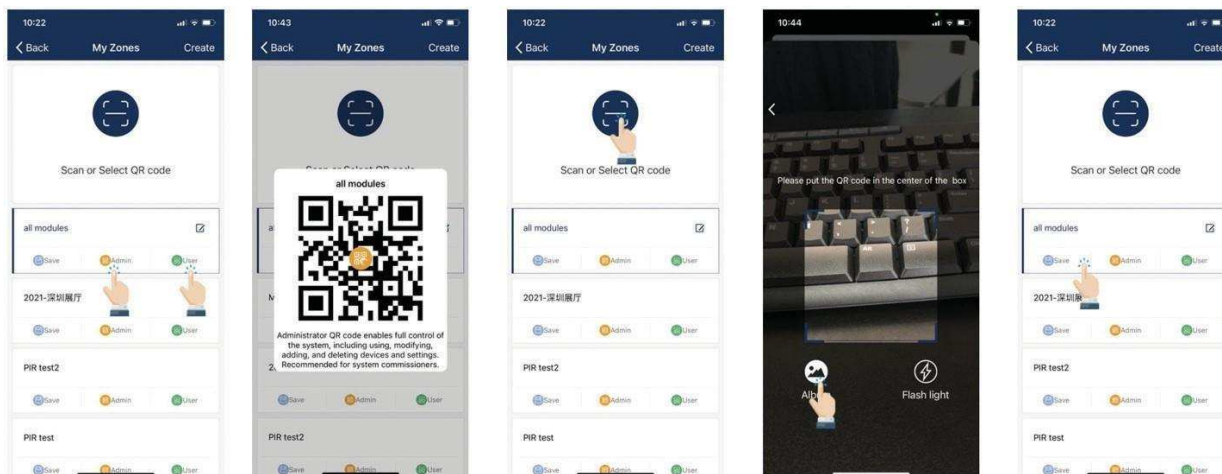 10:22
Back My Zones Create
Scan or Select QR code
all modules
Save Admin User
2021-深圳展厅
Save Admin User
PIR test2
Save Admin User
PIR test
Save Admin User
10:43
Back My Zones Create
all modules
Administrator QR code enables full control of
the system, including using, modifying,
adding, and deleting devices and settings.
Recommended for system commissioners.
Save Admin User
PIR test2
Save Admin User
10:22
Back My Zones Create
Scan or Select QR code
all modules
Save Admin User
2021-深圳展厅
Save Admin User
PIR test2
Save Admin User
PIR test
Save Admin User
10:44
Please put the QR code in the center of the box
Flash light
10:22
Back My Zones Create
Scan or Select QR code
all modules
Save Admin User
2021-深圳展
Save Admin User
PIR test2
Save Admin User
PIR test
Save Admin User